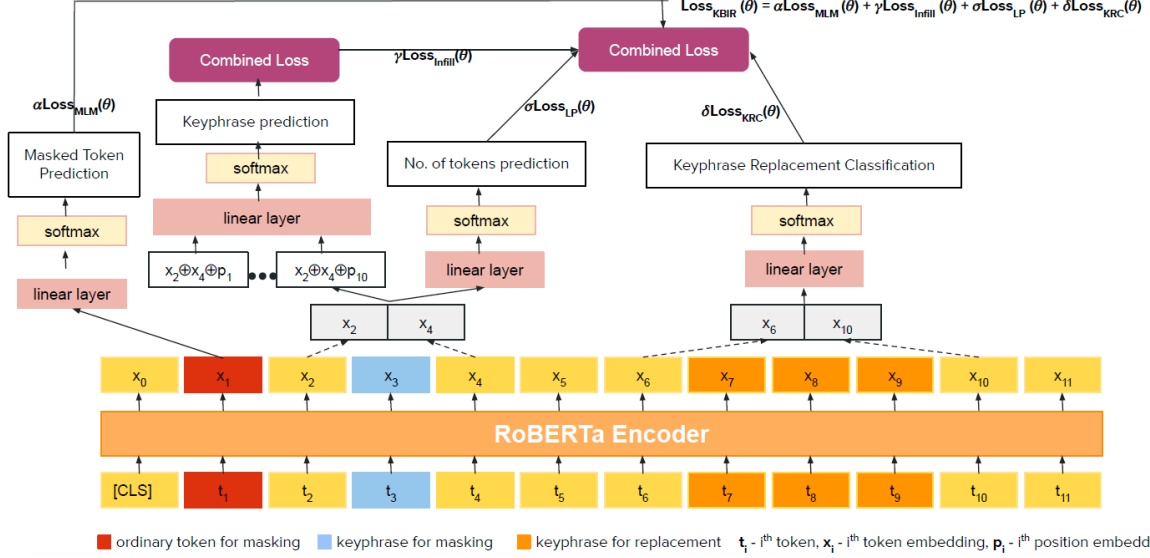 Loss_KBIR (θ) = αLoss_MLM (θ) + γLoss_Infill (θ) + σLoss_LP (θ) + δLoss_KRC (θ)
Combined Loss
γLoss_Infill(θ)
Combined Loss
αLoss_MLM(θ)
σLoss_LP(θ)
δLoss_KRC(θ)
Keyphrase prediction
Masked Token
Prediction
No. of tokens prediction
Keyphrase Replacement Classification
softmax
softmax
softmax
softmax
linear layer
x₂⊕x₄⊕p₁
x₂⊕x₄⊕p₁₀
linear layer
linear layer
linear layer
x₂ x₄
x₆ x₁₀
x₀ x₁ x₂ x₃ x₄ x₅ x₆ x₇ x₈ x₉ x₁₀ x₁₁
RoBERTa Encoder
[CLS] t₁ t₂ t₃ t₄ t₅ t₆ t₇ t₈ t₉ t₁₀ t₁₁
ordinary token for masking
keyphrase for masking
keyphrase for replacement
tᵢ - iᵗʰ token, xᵢ - iᵗʰ token embedding, pᵢ - iᵗʰ position embedd